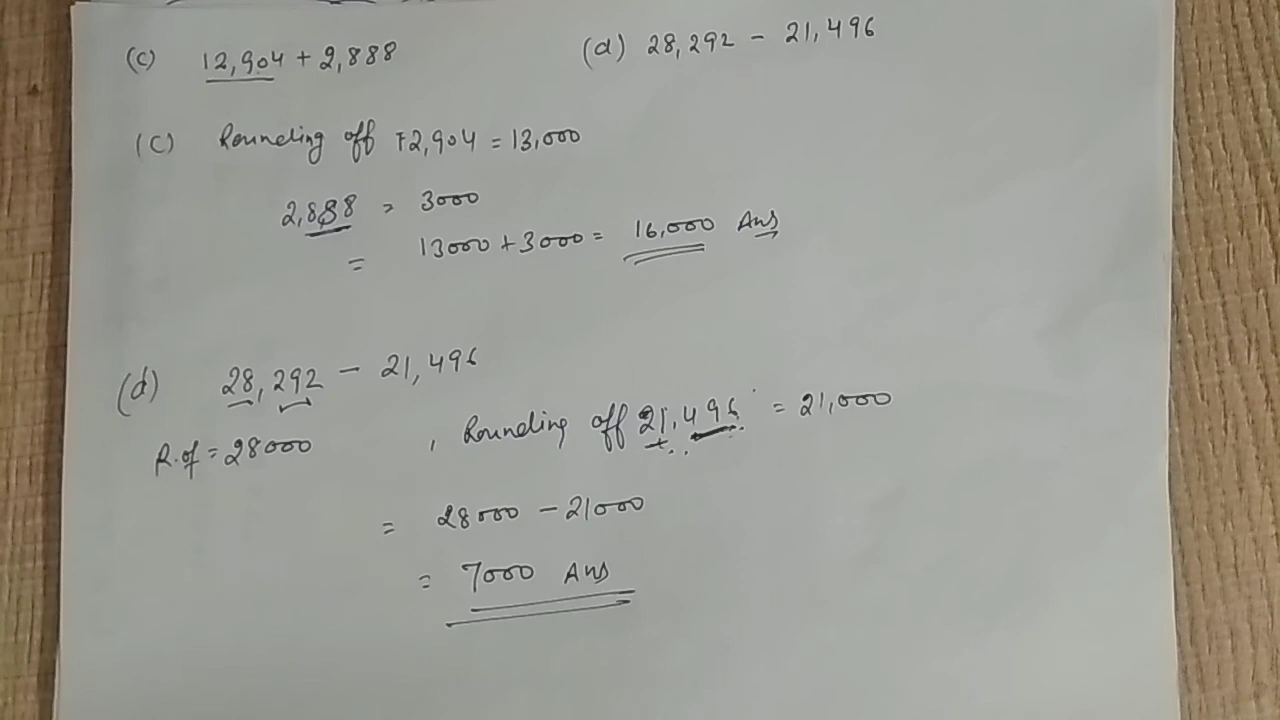 (c) 12,904 + 2,888 (d) 28,292 - 21,496
(C) Rounding off 12,904 = 13,000
2,888 = 3000
= 13000 + 3000 = 16,000 Ans
(d) 28,292 - 21,496
R.of = 28000 , Rounding off 21,496 = 21,000
= 28000 - 21000
= 7000 Ans